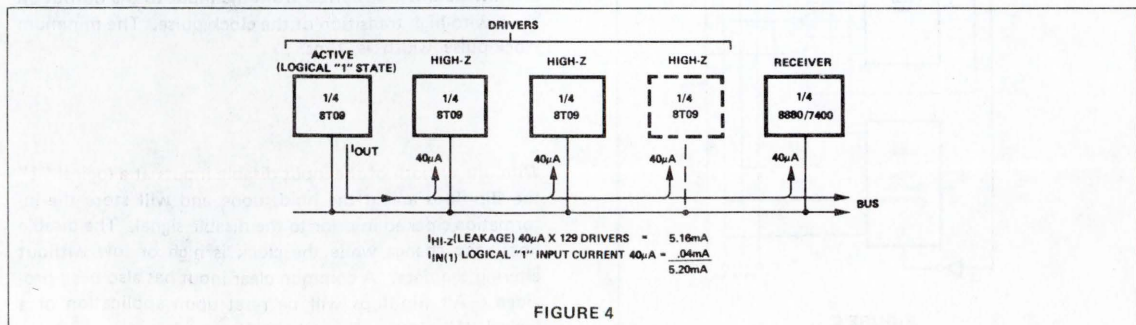 DRIVERS
ACTIVE
(LOGICAL "1" STATE)
HIGH-Z
HIGH-Z
HIGH-Z
RECEIVER
1/4
8T09
1/4
8T09
1/4
8T09
1/4
8T09
1/4
8880/7400
IOUT
40µA
40µA
40µA
40µA
BUS
IHI-Z(LEAKAGE) 40µA X 129 DRIVERS = 5.16mA
IIN(1) LOGICAL "1" INPUT CURRENT 40µA = .04mA
5.20mA
FIGURE 4